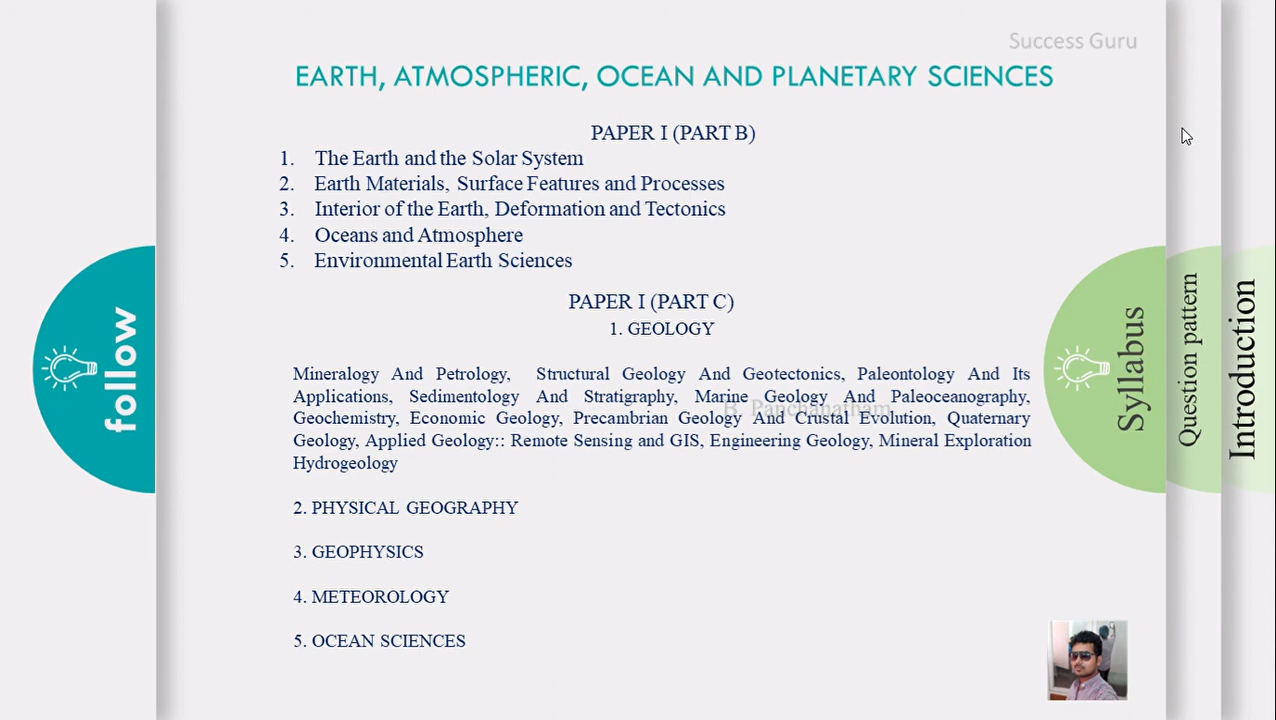 Success Guru
EARTH, ATMOSPHERIC, OCEAN AND PLANETARY SCIENCES
PAPER I (PART B)
1. The Earth and the Solar System
2. Earth Materials, Surface Features and Processes
3. Interior of the Earth, Deformation and Tectonics
4. Oceans and Atmosphere
5. Environmental Earth Sciences
PAPER I (PART C)
1. GEOLOGY
Mineralogy And Petrology, Structural Geology And Geotectonics, Paleontology And Its
Applications, Sedimentology And Stratigraphy, Marine Geology And Paleoceanography,
B. Panchanatham
Geochemistry, Economic Geology, Precambrian Geology And Crustal Evolution, Quaternary
Geology, Applied Geology:: Remote Sensing and GIS, Engineering Geology, Mineral Exploration
Hydrogeology
2. PHYSICAL GEOGRAPHY
3. GEOPHYSICS
4. METEOROLOGY
5. OCEAN SCIENCES
follow
Syllabus
Question pattern
Introduction